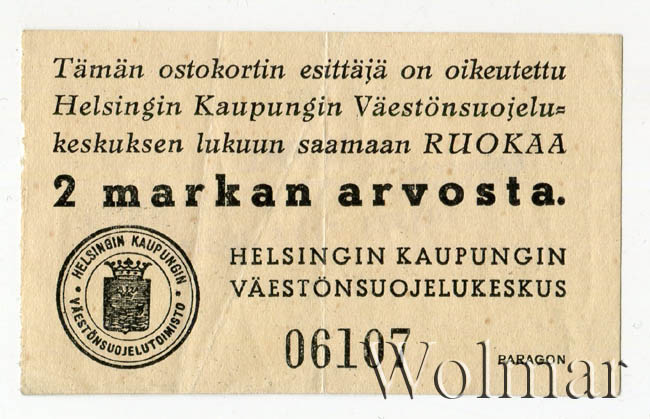 Tämän ostokortin esittäjä on oikeutettu
Helsingin Kaupungin Väestönsuojelu=
keskuksen lukuun saamaan RUOKAA
2 markan arvosta.
HELSINGIN KAUPUNGIN
VÄESTÖNSUOJELUTOIMISTO
HELSINGIN KAUPUNGIN
VÄESTÖNSUOJELUKESKUS
06107
PARAGON
Wolmar